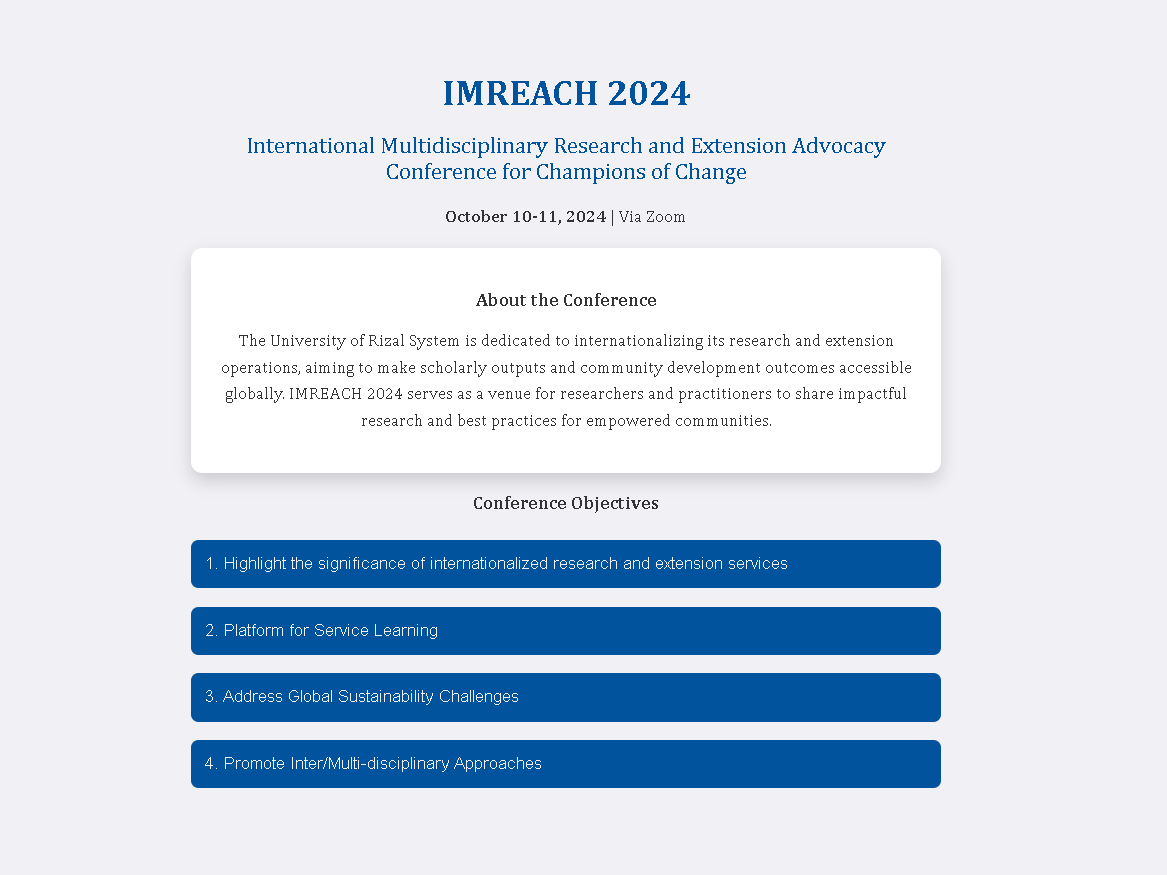 IMREACH 2024
International Multidisciplinary Research and Extension Advocacy
Conference for Champions of Change
October 10-11, 2024 | Via Zoom
About the Conference
The University of Rizal System is dedicated to internationalizing its research and extension
operations, aiming to make scholarly outputs and community development outcomes accessible
globally. IMREACH 2024 serves as a venue for researchers and practitioners to share impactful
research and best practices for empowered communities.
Conference Objectives
1. Highlight the significance of internationalized research and extension services
2. Platform for Service Learning
3. Address Global Sustainability Challenges
4. Promote Inter/Multi-disciplinary Approaches